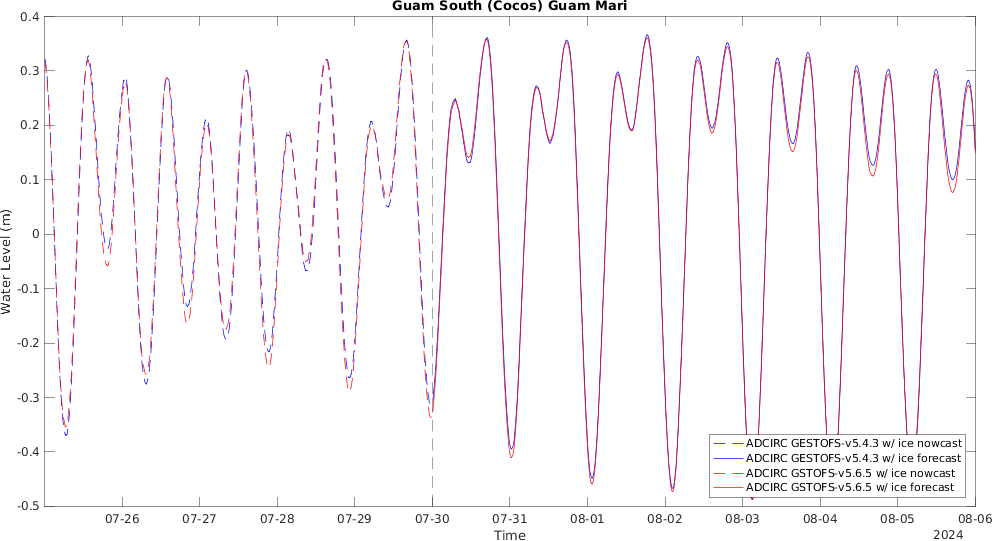 Guam South (Cocos) Guam Mari
0.4
0.3
0.2
0.1
0
-0.1
-0.2
-0.3
-0.4
-0.5
Water Level (m)
ADCIRC GESTOFS-v5.4.3 w/ ice nowcast
ADCIRC GESTOFS-v5.4.3 w/ ice forecast
ADCIRC GSTOFS-v5.6.5 w/ ice nowcast
ADCIRC GSTOFS-v5.6.5 w/ ice forecast
07-26 07-27 07-28 07-29 07-30 07-31 08-01 08-02 08-03 08-04 08-05 08-06
Time
2024